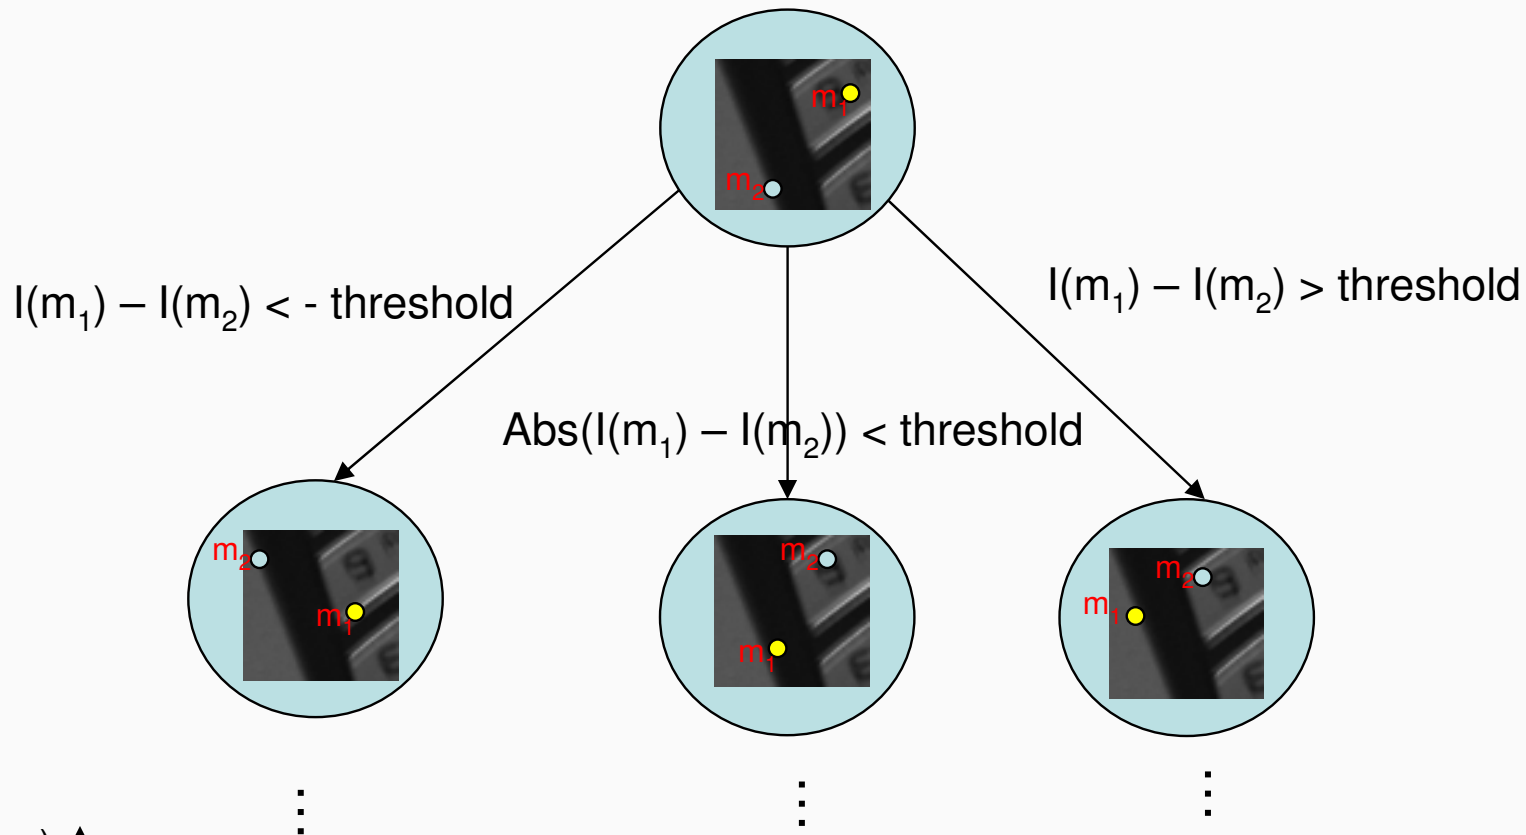 m₁
m₂
I(m₁) – I(m₂) < - threshold
I(m₁) – I(m₂) > threshold
Abs(I(m₁) – I(m₂)) < threshold
m₂
m₁
m₂
m₁
m₂
m₁
⋮ ⋮ ⋮